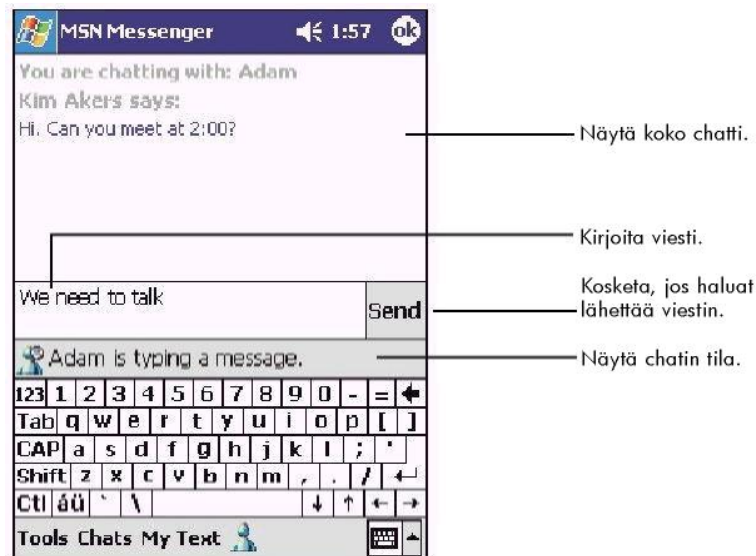 MSN Messenger 1:57 ok
You are chatting with: Adam
Kim Akers says:
Hi. Can you meet at 2:00?
Näytä koko chatti.
Kirjoita viesti.
We need to talk
Send
Kosketa, jos haluat
lähettää viestin.
Adam is typing a message.
Näytä chatin tila.
123 1 2 3 4 5 6 7 8 9 0 - =
Tab q w e r t y u i o p [ ]
CAP a s d f g h j k l ; '
Shift z x c v b n m , . /
Ctl áü ` \
Tools Chats My Text